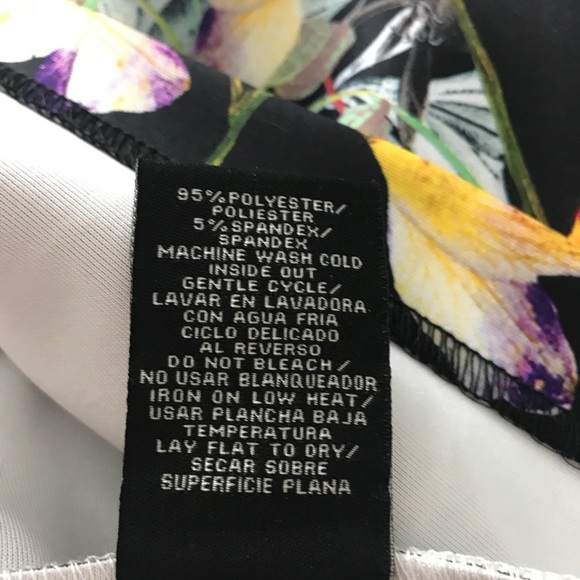 95% POLYESTER/
POLIESTER
5% SPANDEX/
SPANDEX
MACHINE WASH COLD
INSIDE OUT
GENTLE CYCLE/
LAVAR EN LAVADORA
CON AGUA FRIA
CICLO DELICADO
AL REVERSO
DO NOT BLEACH/
NO USAR BLANQUEADOR
IRON ON LOW HEAT/
USAR PLANCHA BAJA
TEMPERATURA
LAY FLAT TO DRY/
SECAR SOBRE
SUPERFICIE PLANA